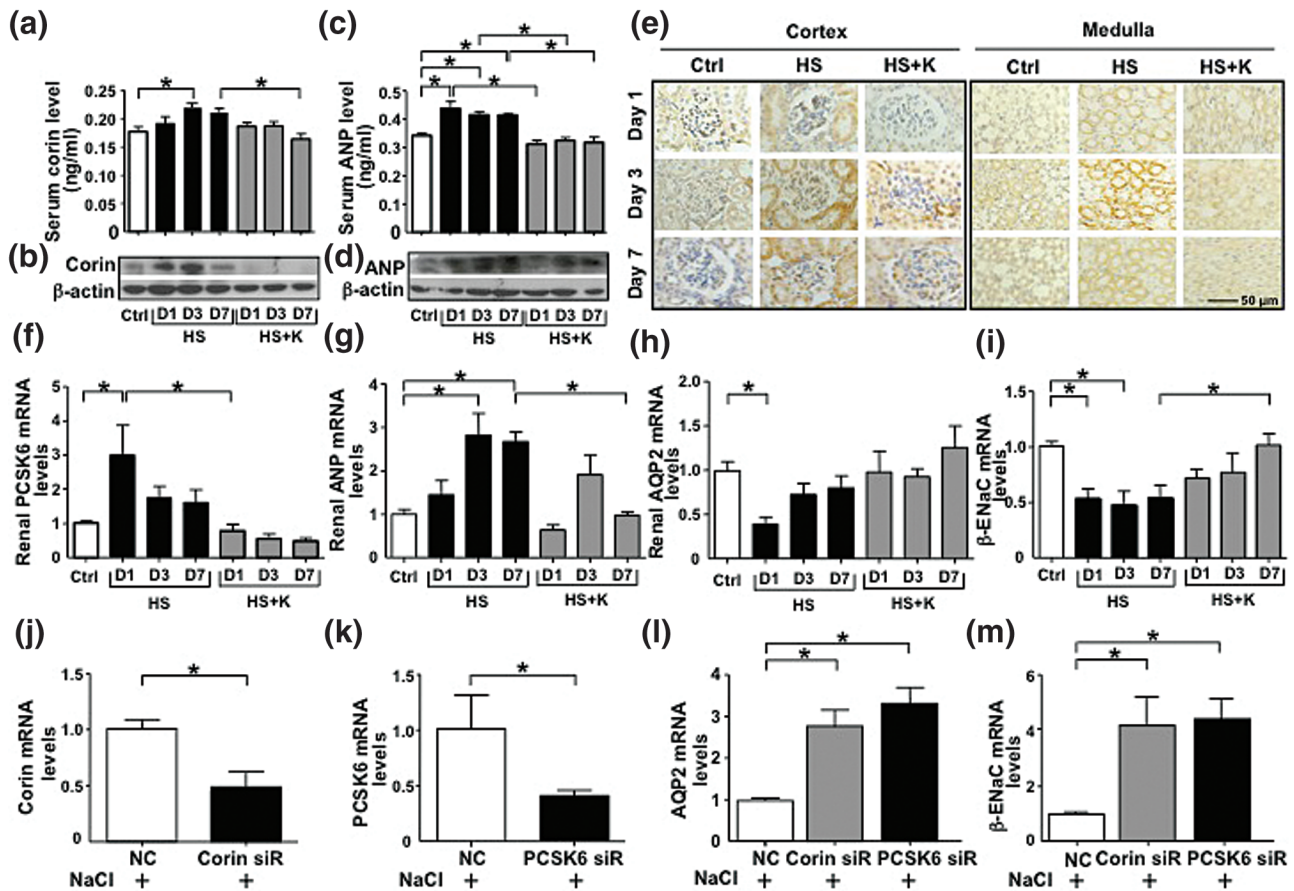 (a)
Serum corin level
(ng/ml)
0.25
0.20
0.15
0.10
0.05
0
*
*
(b)
Corin
β-actin
Ctrl D1 D3 D7 D1 D3 D7
HS HS+K
(c)
Serum ANP level
(ng/ml)
0.5
0.4
0.3
0.2
0.1
0
*
*
*
*
*
*
(d)
ANP
β-actin
Ctrl D1 D3 D7 D1 D3 D7
HS HS+K
(e)
Cortex Medulla
Ctrl HS HS+K Ctrl HS HS+K
Day 1
Day 3
Day 7
50 μm
(f)
Renal PCSK6 mRNA
levels
5
4
3
2
1
0
* *
Ctrl D1 D3 D7 D1 D3 D7
HS HS+K
(g)
Renal ANP mRNA
levels
4
3
2
1
0
*
*
*
Ctrl D1 D3 D7 D1 D3 D7
HS HS+K
(h)
Renal AQP2 mRNA
levels
2.0
1.5
1.0
0.5
0
*
Ctrl D1 D3 D7 D1 D3 D7
HS HS+K
(i)
β-ENaC mRNA
levels
1.5
1.0
0.5
0
*
*
*
Ctrl D1 D3 D7 D1 D3 D7
HS HS+K
(j)
Corin mRNA
levels
1.5
1.0
0.5
0
*
NC Corin siR
NaCl + +
(k)
PCSK6 mRNA
levels
1.5
1.0
0.5
0
*
NC PCSK6 siR
NaCl + +
(l)
AQP2 mRNA
levels
4
3
2
1
0
*
*
NC Corin siR PCSK6 siR
NaCl + + +
(m)
β-ENaC mRNA
levels
6
4
2
0
*
*
NC Corin siR PCSK6 siR
NaCl + + +